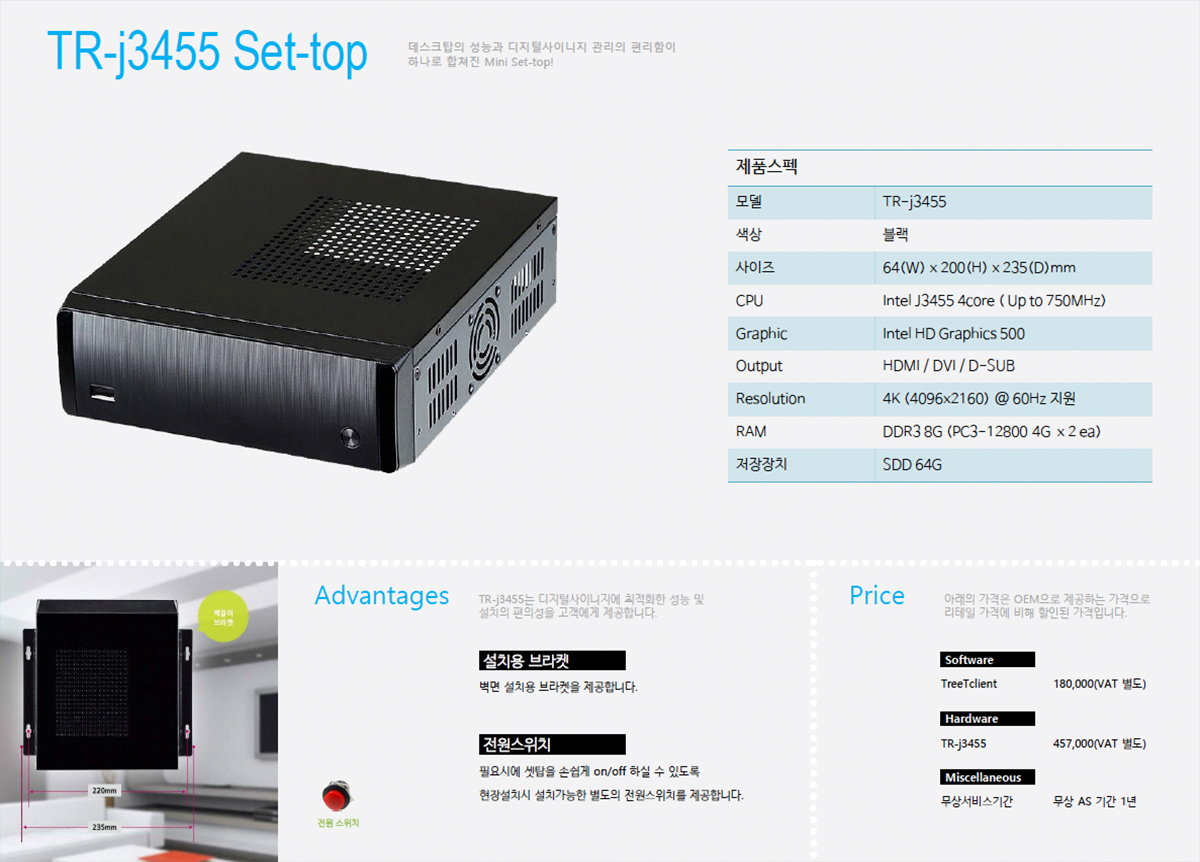 TR-j3455 Set-top
데스크탑의 성능과 디지털사이니지 관리의 편리함이
하나로 합쳐진 Mini Set-top!
제품스펙
모델 TR-j3455
색상 블랙
사이즈 64(W) x 200(H) x 235(D)mm
CPU Intel J3455 4core ( Up to 750MHz)
Graphic Intel HD Graphics 500
Output HDMI / DVI / D-SUB
Resolution 4K (4096x2160) @ 60Hz 지원
RAM DDR3 8G (PC3-12800 4G x 2 ea)
저장장치 SDD 64G
벽걸이
브라켓
220mm
235mm
Advantages
TR-j3455는 디지털사이니지에 최적화한 성능 및
설치의 편의성을 고객에게 제공합니다.
설치용 브라켓
벽면 설치용 브라켓을 제공합니다.
전원스위치
필요시에 셋탑을 손쉽게 on/off 하실 수 있도록
현장설치시 설치가능한 별도의 전원스위치를 제공합니다.
전원 스위치
Price
아래의 가격은 OEM으로 제공하는 가격으로
리테일 가격에 비해 할인된 가격입니다.
Software
TreeTclient 180,000(VAT 별도)
Hardware
TR-j3455 457,000(VAT 별도)
Miscellaneous
무상서비스기간 무상 AS 기간 1년